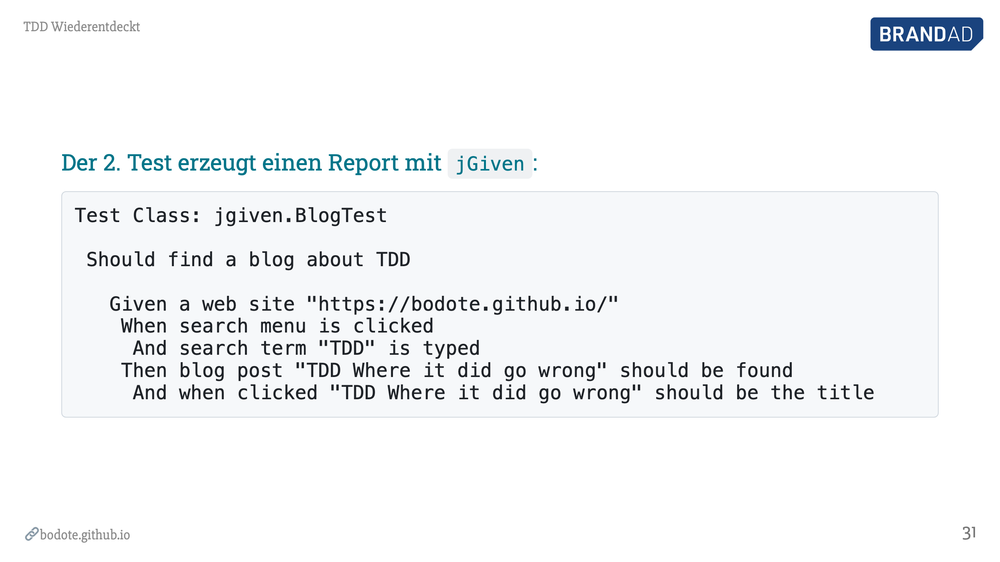 TDD Wiederentdeckt
BRANDAD
Der 2. Test erzeugt einen Report mit jGiven:
Test Class: jgiven.BlogTest
Should find a blog about TDD
Given a web site "https://bodote.github.io/"
When search menu is clicked
And search term "TDD" is typed
Then blog post "TDD Where it did go wrong" should be found
And when clicked "TDD Where it did go wrong" should be the title
bodote.github.io
31